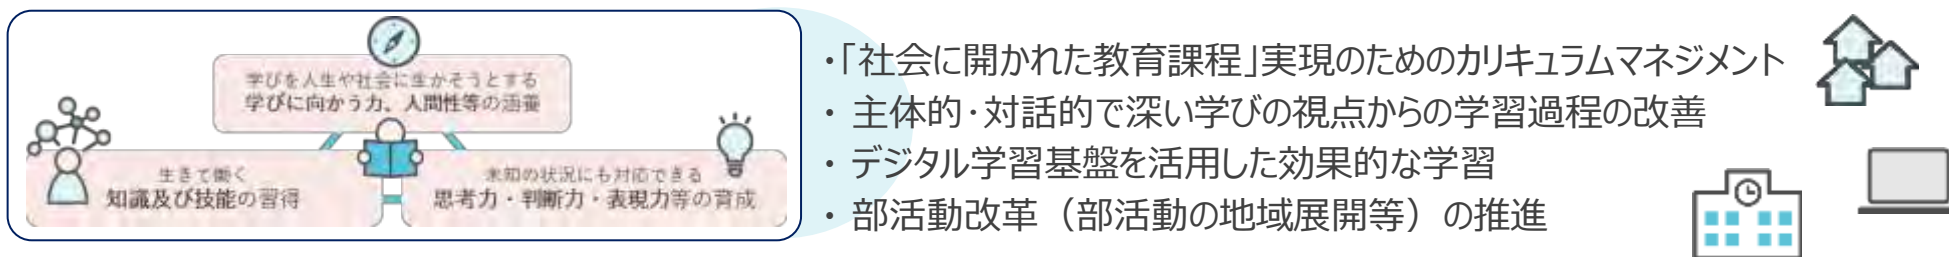 学びを人生や社会に生かそうとする
学びに向かう力、人間性等の涵養
生きて働く
知識及び技能の習得
未知の状況にも対応できる
思考力・判断力・表現力等の育成
・「社会に開かれた教育課程」実現のためのカリキュラムマネジメント
・ 主体的・対話的で深い学びの視点からの学習過程の改善
・ デジタル学習基盤を活用した効果的な学習
・ 部活動改革（部活動の地域展開等）の推進